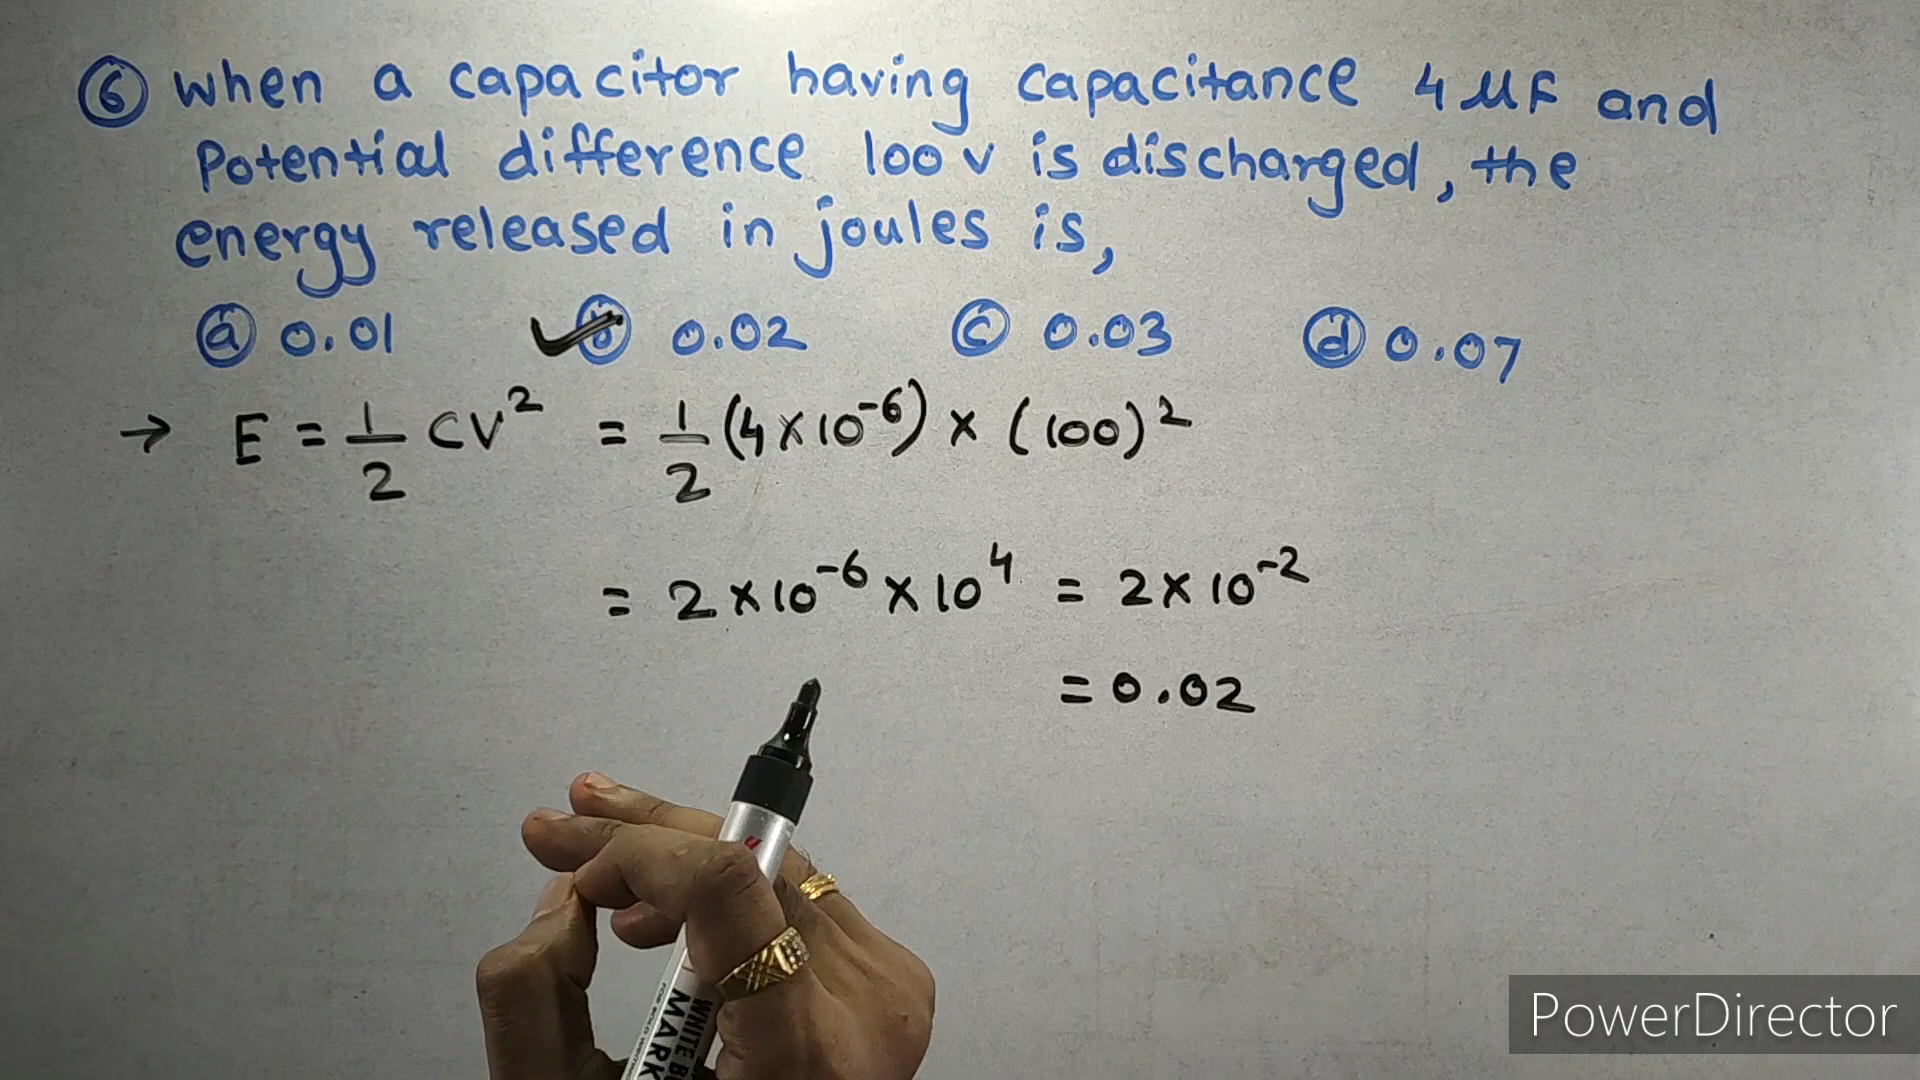 ⑥ When a capacitor having capacitance 4 μF and
Potential difference 100 V is discharged, the
energy released in joules is,
ⓐ 0.01 ✓ⓑ 0.02 ⓒ 0.03 ⓓ 0.07
→ E = 1/2 CV² = 1/2 (4×10⁻⁶) × (100)²
= 2×10⁻⁶×10⁴ = 2×10⁻²
= 0.02
WHITE
MARK
PowerDirector